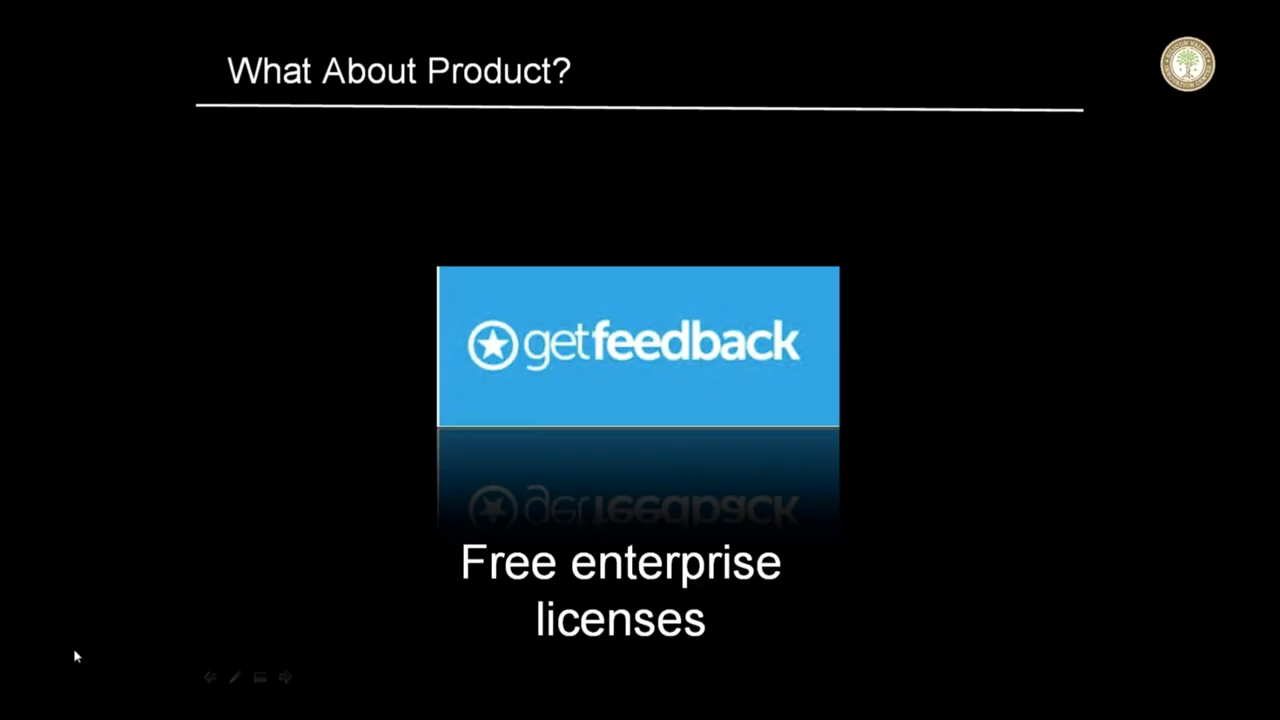 What About Product?
getfeedback
Free enterprise
licenses